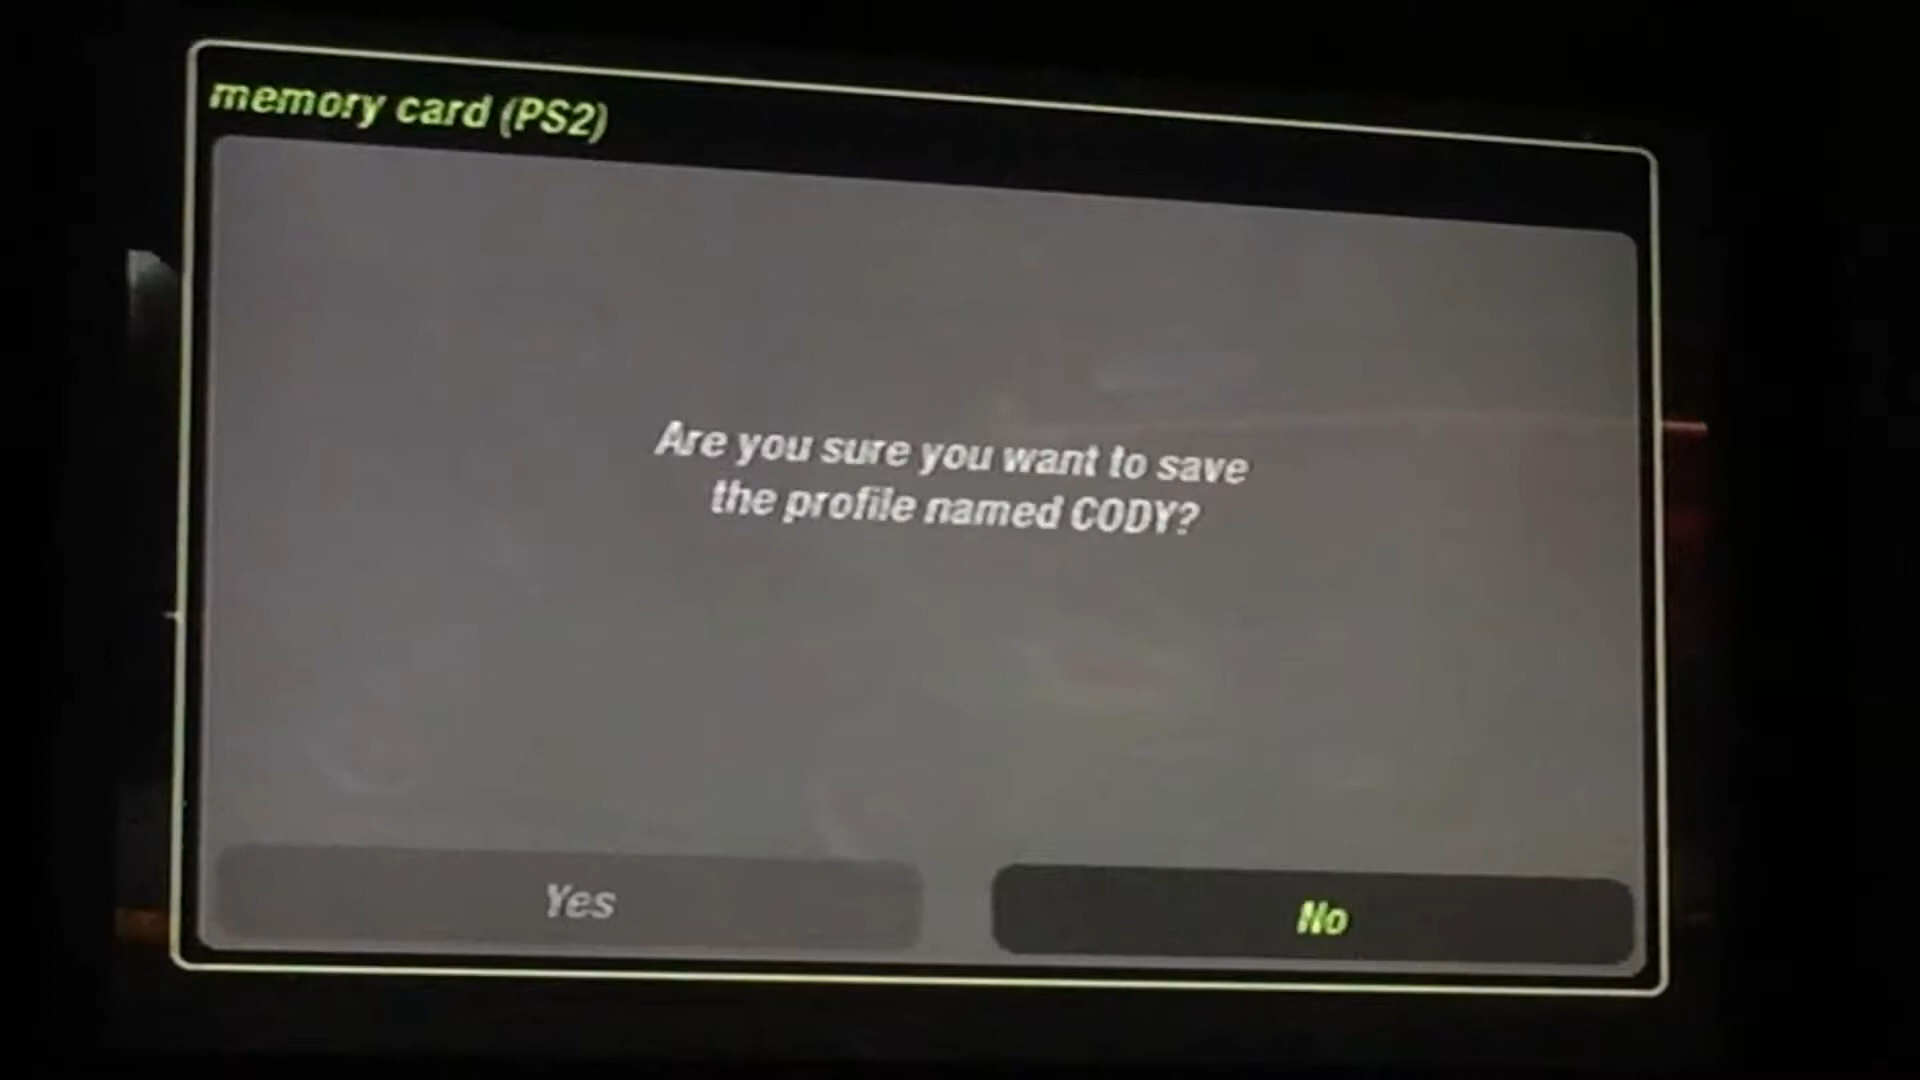 memory card (PS2)
Are you sure you want to save
the profile named CODY?
Yes
No